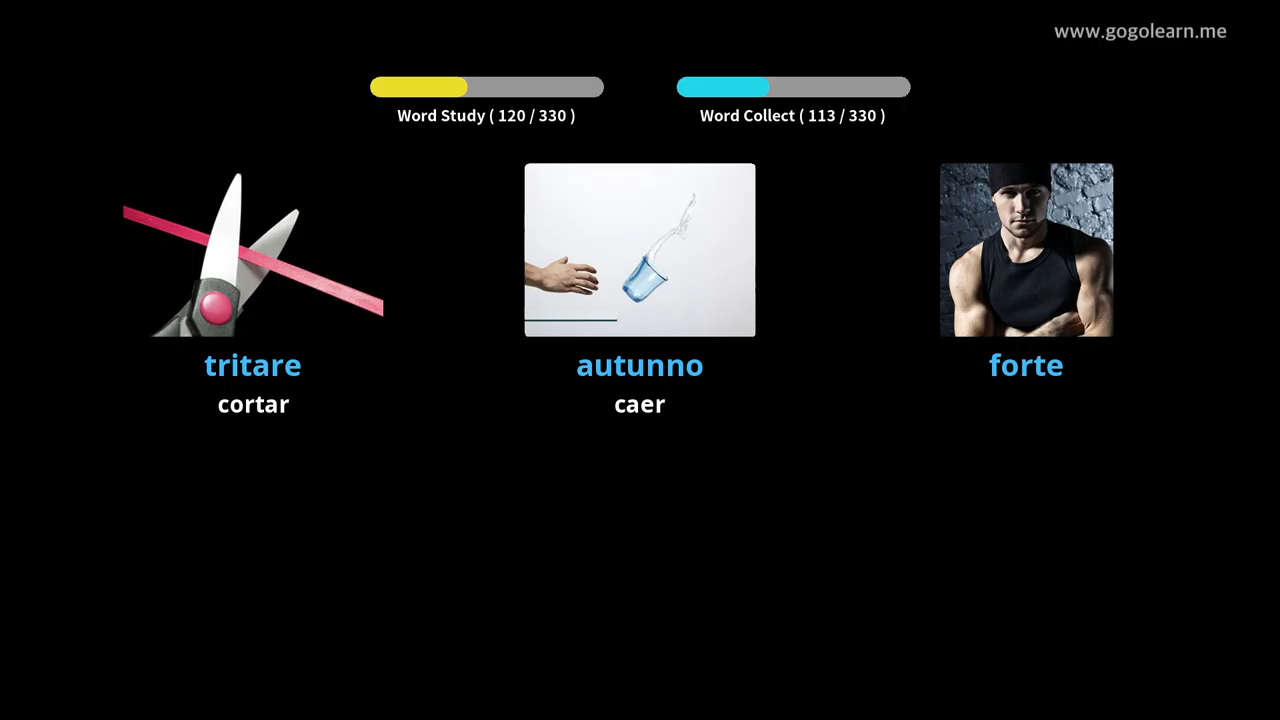 www.gogolearn.me
Word Study ( 120 / 330 )
Word Collect ( 113 / 330 )
tritare
autunno
forte
cortar
caer